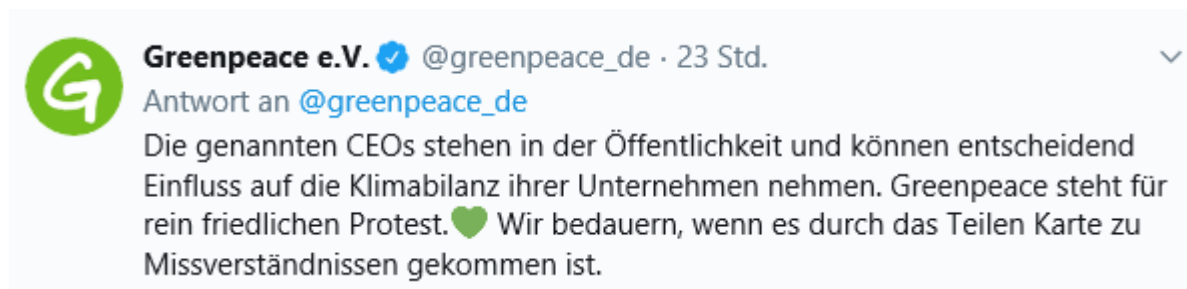 Greenpeace e.V. @greenpeace_de · 23 Std.
Antwort an @greenpeace_de
Die genannten CEOs stehen in der Öffentlichkeit und können entscheidend
Einfluss auf die Klimabilanz ihrer Unternehmen nehmen. Greenpeace steht für
rein friedlichen Protest.💚 Wir bedauern, wenn es durch das Teilen Karte zu
Missverständnissen gekommen ist.